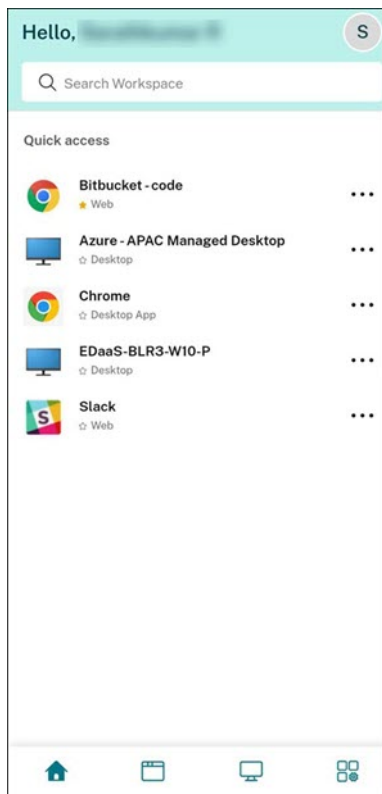 Hello,
S
Search Workspace
Quick access
Bitbucket - code
Web
Azure - APAC Managed Desktop
Desktop
Chrome
Desktop App
EDaaS-BLR3-W10-P
Desktop
S
Slack
Web